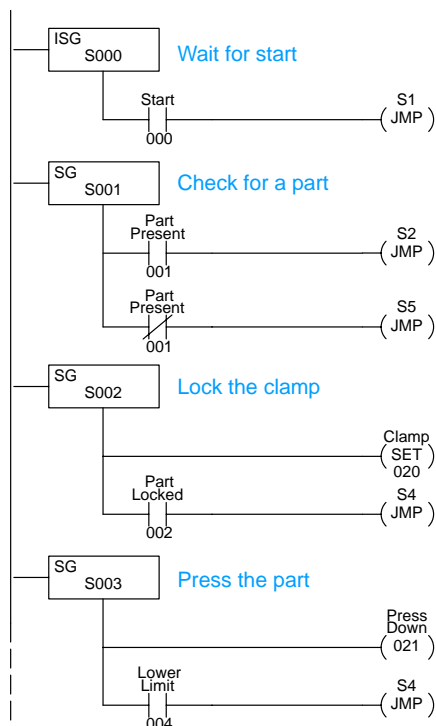 ISG
S000
Wait for start
Start
000
S1
JMP
SG
S001
Check for a part
Part
Present
001
S2
JMP
Part
Present
001
S5
JMP
SG
S002
Lock the clamp
Clamp
SET
020
Part
Locked
002
S4
JMP
SG
S003
Press the part
Press
Down
021
Lower
Limit
004
S4
JMP